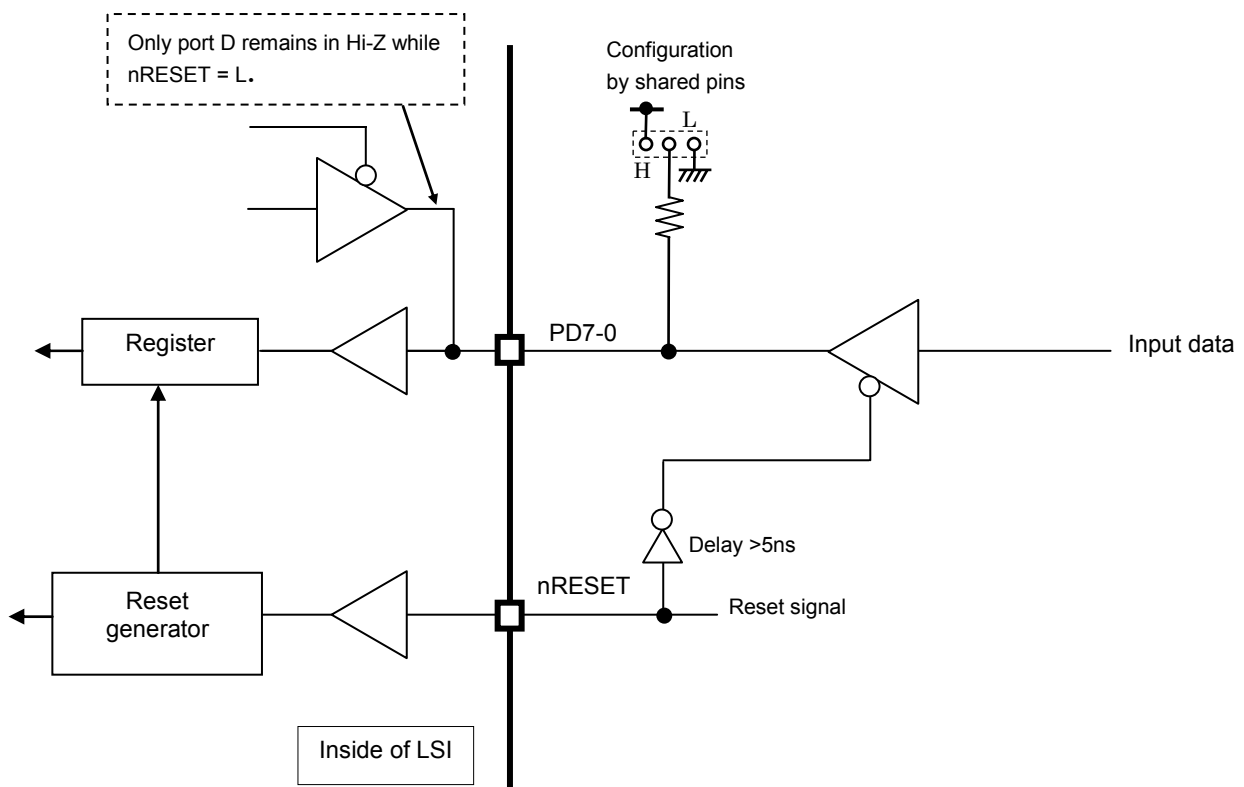 Only port D remains in Hi-Z while
nRESET = L.
Configuration
by shared pins
L
H
PD7-0
Register
Input data
Delay >5ns
nRESET
Reset
generator
Reset signal
Inside of LSI